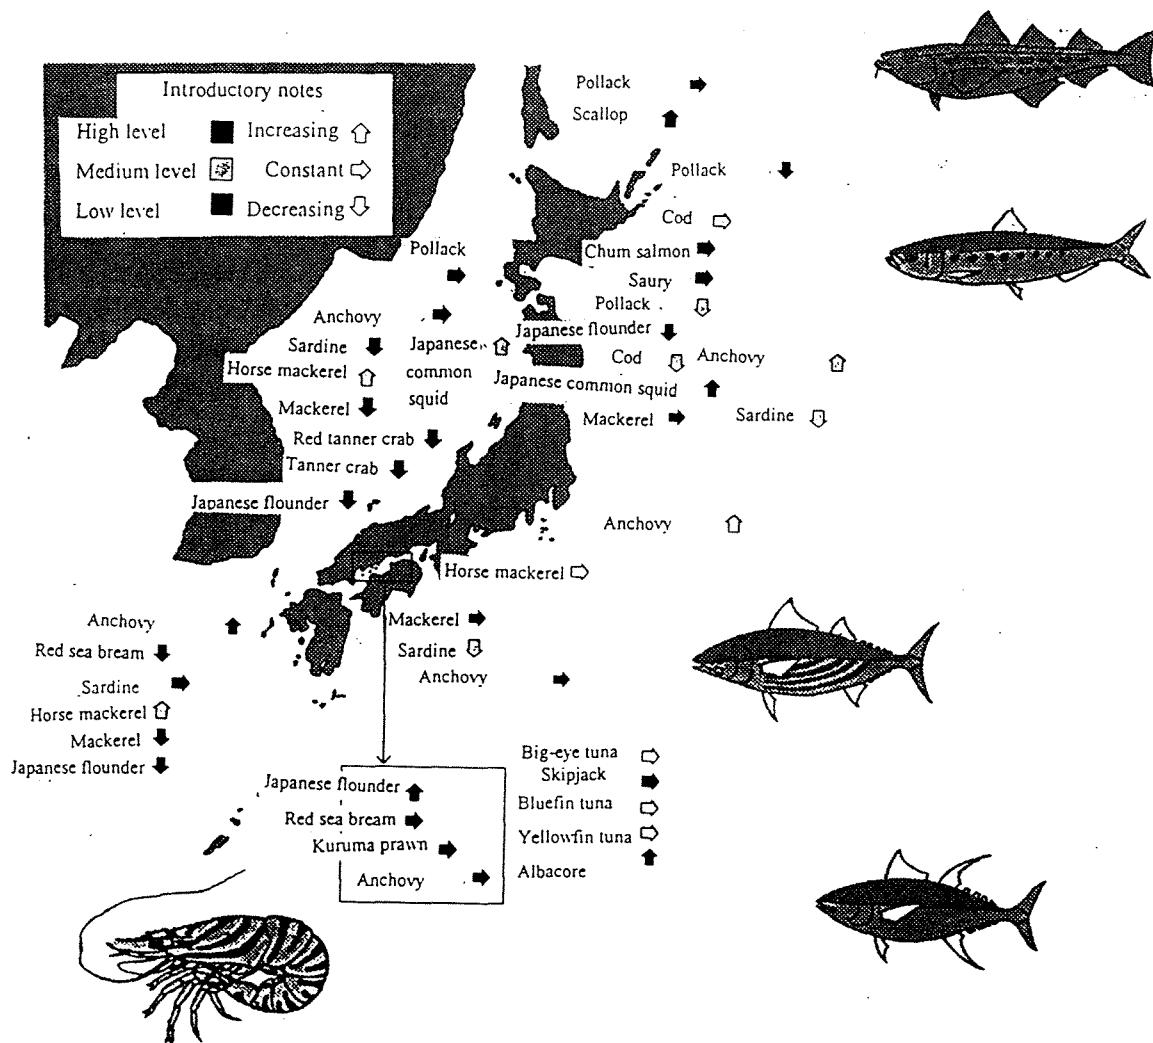 Introductory notes
High level Increasing
Medium level Constant
Low level Decreasing
Pollack
Scallop
Pollack
Cod
Chum salmon
Saury
Pollack
Japanese flounder
Cod
Anchovy
Japanese common squid
Mackerel
Sardine
Pollack
Anchovy
Sardine
Japanese
common
squid
Horse mackerel
Mackerel
Red tanner crab
Tanner crab
Japanese flounder
Anchovy
Horse mackerel
Mackerel
Sardine
Anchovy
Anchovy
Red sea bream
Sardine
Horse mackerel
Mackerel
Japanese flounder
Japanese flounder
Red sea bream
Kuruma prawn
Anchovy
Big-eye tuna
Skipjack
Bluefin tuna
Yellowfin tuna
Albacore